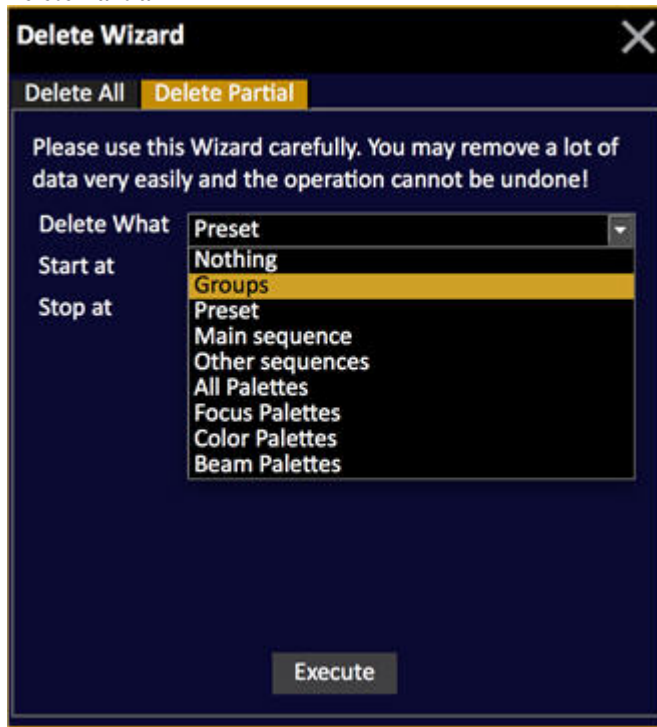 Delete Wizard
Delete All Delete Partial
Please use this Wizard carefully. You may remove a lot of
data very easily and the operation cannot be undone!
Delete What Preset
Start at
Stop at
Nothing
Groups
Preset
Main sequence
Other sequences
All Palettes
Focus Palettes
Color Palettes
Beam Palettes
Execute